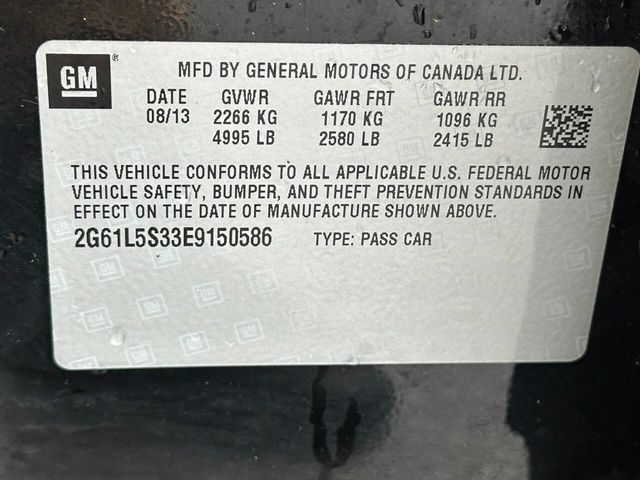 GM®
MFD BY GENERAL MOTORS OF CANADA LTD.
DATE GVWR GAWR FRT GAWR RR
08/13 2266 KG 1170 KG 1096 KG
4995 LB 2580 LB 2415 LB
THIS VEHICLE CONFORMS TO ALL APPLICABLE U.S. FEDERAL MOTOR
VEHICLE SAFETY, BUMPER, AND THEFT PREVENTION STANDARDS IN
EFFECT ON THE DATE OF MANUFACTURE SHOWN ABOVE.
2G61L5S33E9150586 TYPE: PASS CAR